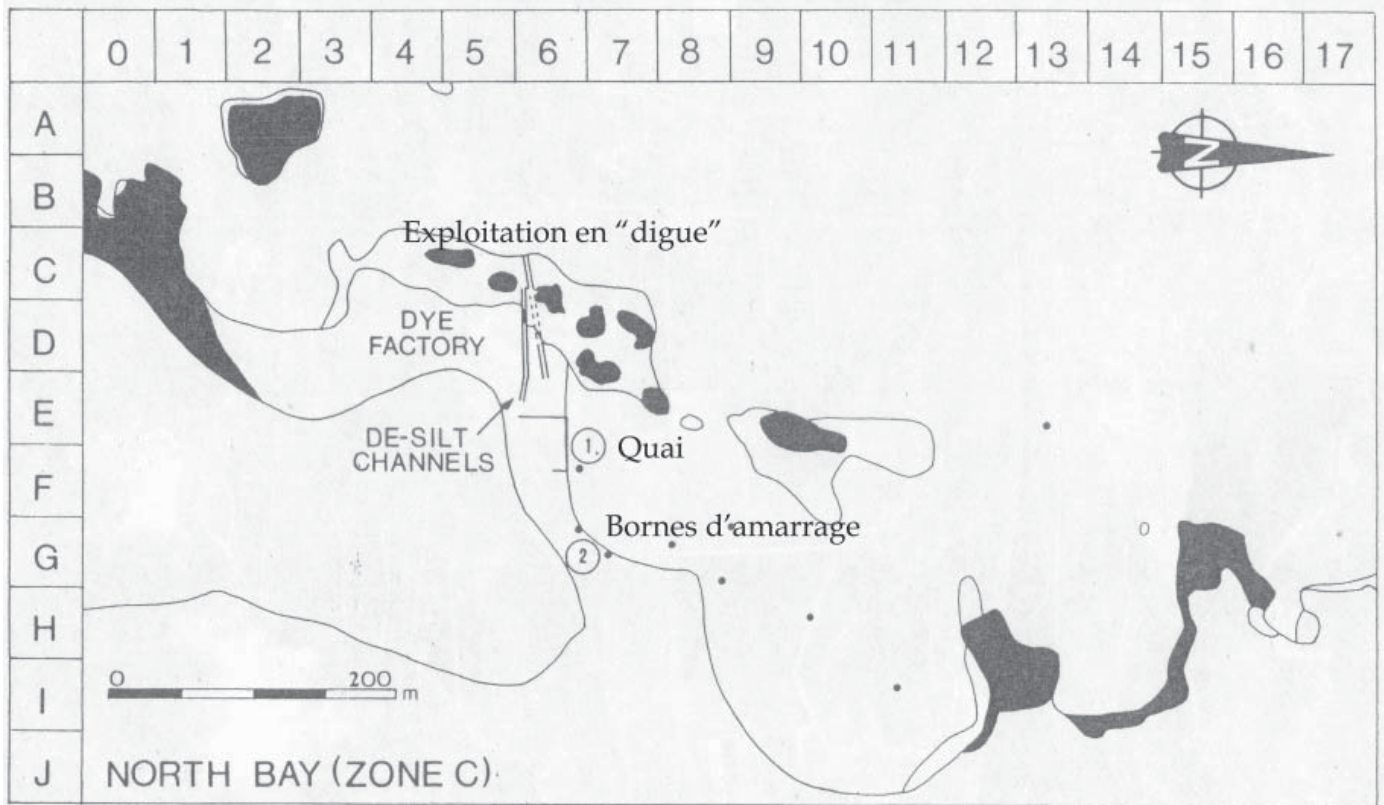 0 1 2 3 4 5 6 7 8 9 10 11 12 13 14 15 16 17
A
N
B
Exploitation en “digue”
C
DYE
FACTORY
D
E
DE-SILT
CHANNELS
1. Quai
F
Bornes d’amarrage
G
2
H
0 200 m
I
J
NORTH BAY (ZONE C)